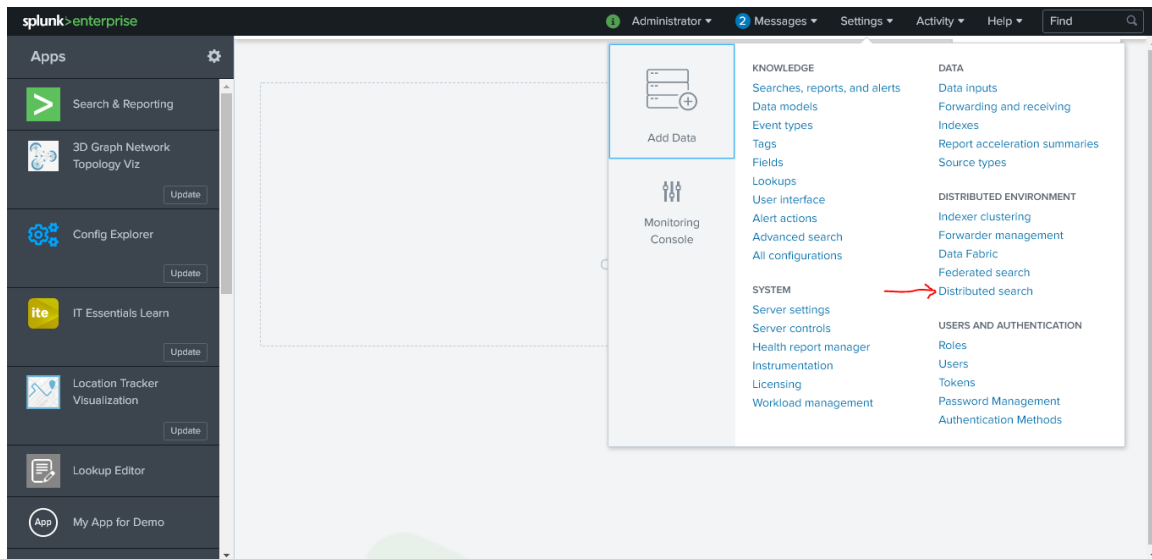 splunk>enterprise
i Administrator ▾
2 Messages ▾
Settings ▾
Activity ▾
Help ▾
Find
Apps
Search & Reporting
3D Graph Network
Topology Viz
Update
Config Explorer
Update
ite
IT Essentials Learn
Update
Location Tracker
Visualization
Update
Lookup Editor
App
My App for Demo
Add Data
Monitoring
Console
KNOWLEDGE
Searches, reports, and alerts
Data models
Event types
Tags
Fields
Lookups
User interface
Alert actions
Advanced search
All configurations
SYSTEM
Server settings
Server controls
Health report manager
Instrumentation
Licensing
Workload management
DATA
Data inputs
Forwarding and receiving
Indexes
Report acceleration summaries
Source types
DISTRIBUTED ENVIRONMENT
Indexer clustering
Forwarder management
Data Fabric
Federated search
Distributed search
USERS AND AUTHENTICATION
Roles
Users
Tokens
Password Management
Authentication Methods